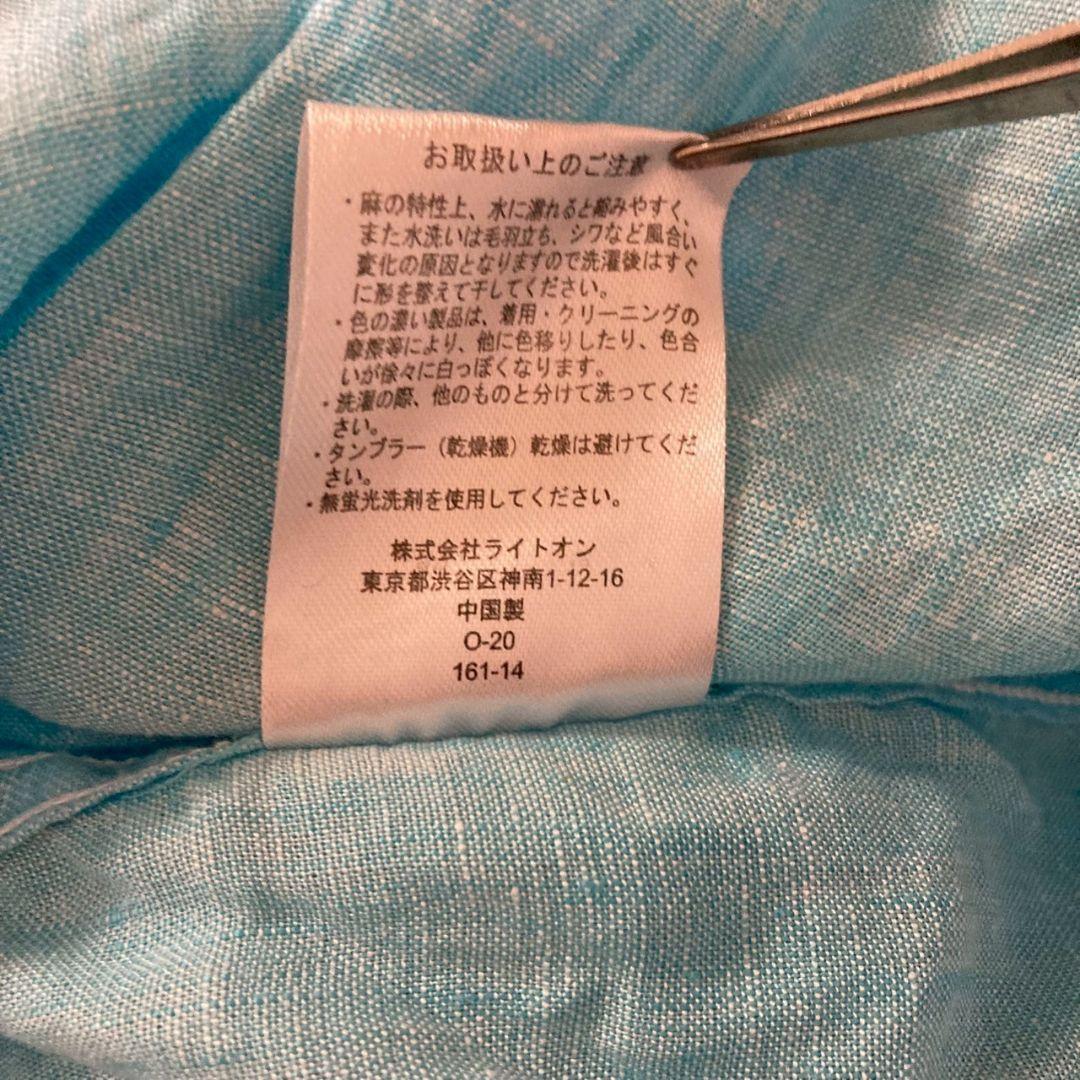 お取扱い上のご注意
・麻の特性上、水に濡れると縮みやすく、
また水洗いは毛羽立ち、シワなど風合い
変化の原因となりますので洗濯後はすぐ
に形を整えて干してください。
・色の濃い製品は、着用・クリーニングの
摩擦等により、他に色移りしたり、色合
いが徐々に白っぽくなります。
・洗濯の際、他のものと分けて洗ってくだ
さい。
・タンブラー（乾燥機）乾燥は避けてくだ
さい。
・無蛍光洗剤を使用してください。
株式会社ライトオン
東京都渋谷区神南1-12-16
中国製
O-20
161-14